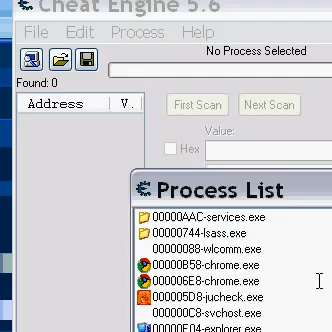 Cheat Engine 5.6
File Edit Process Help
No Process Selected
Found: 0
Address V.
First Scan Next Scan
Value:
Hex
Process List
00000AAC-services.exe
00000744-lsass.exe
00000088-wlcomm.exe
00000B58-chrome.exe
000006E8-chrome.exe
000005D8-jucheck.exe
000000C8-svchost.exe
00000E04-explorer.exe